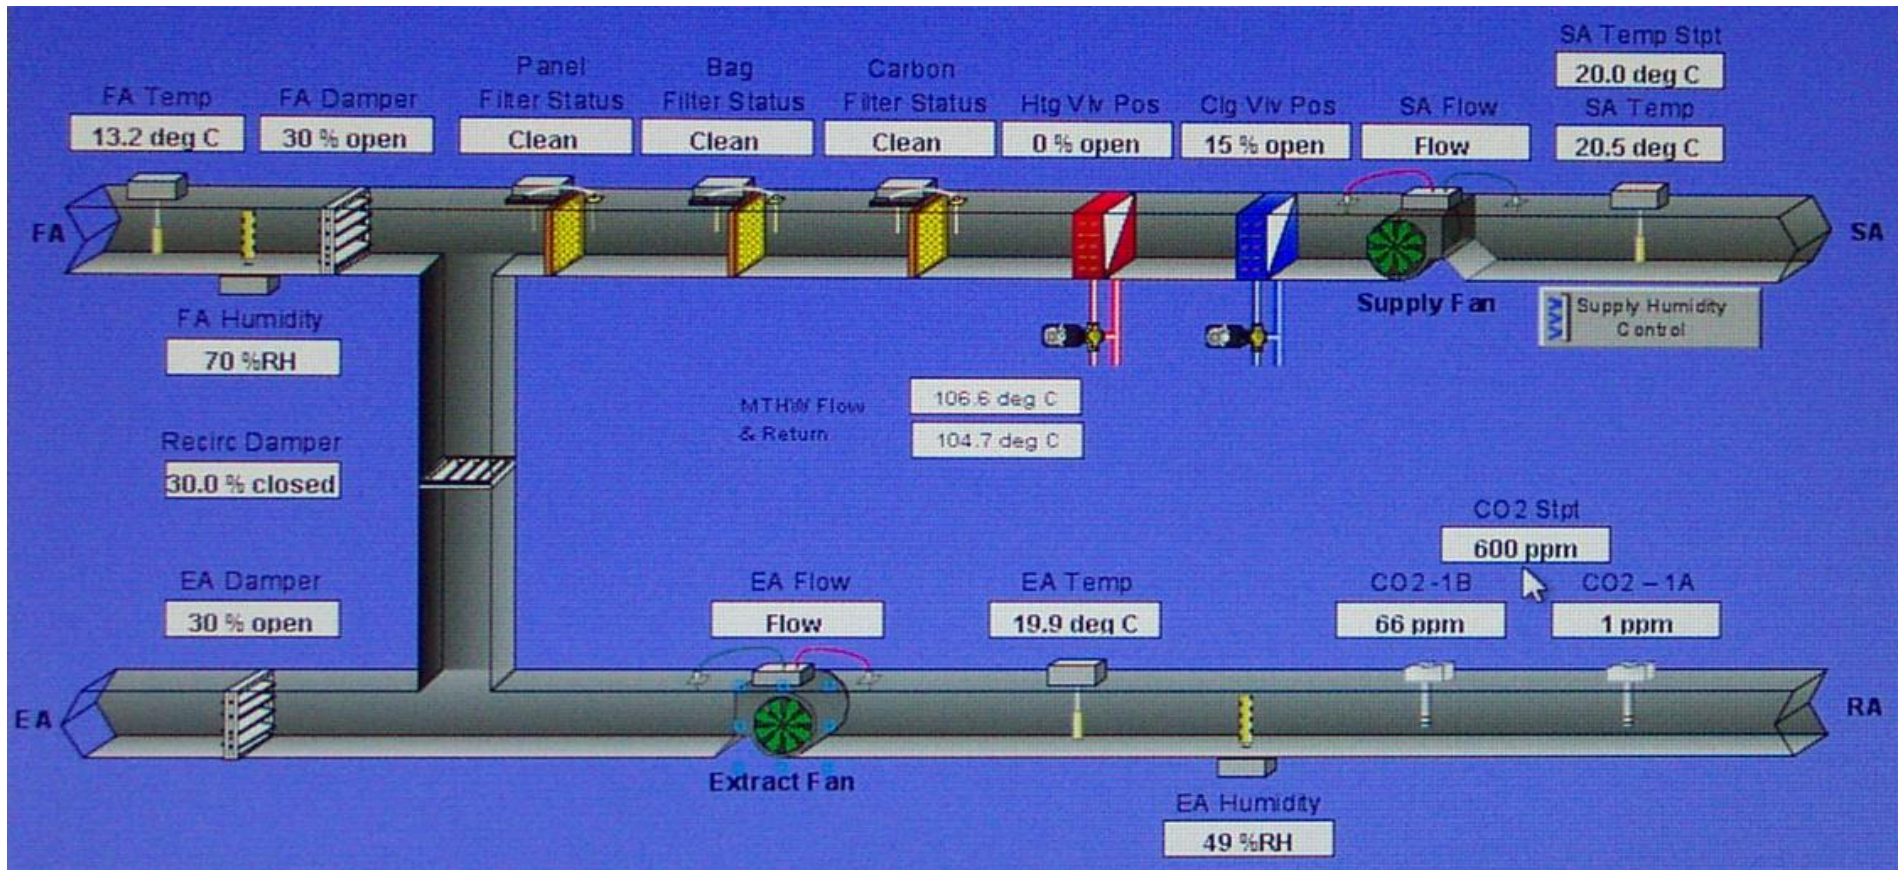 SA Temp Stpt
20.0 deg C
Panel
Bag
Carbon
FA Temp
FA Damper
Filter Status
Filter Status
Filter Status
Htg Vlv Pos
Clg Vlv Pos
SA Flow
SA Temp
13.2 deg C
30 % open
Clean
Clean
Clean
0 % open
15 % open
Flow
20.5 deg C
FA
SA
Supply Fan
Supply Humidity
Control
FA Humidity
70 %RH
MTHW Flow
& Return
106.6 deg C
104.7 deg C
Recirc Damper
30.0 % closed
CO2 Stpt
600 ppm
EA Damper
EA Flow
EA Temp
CO2-1B
CO2 – 1A
30 % open
Flow
19.9 deg C
66 ppm
1 ppm
EA
RA
Extract Fan
EA Humidity
49 %RH